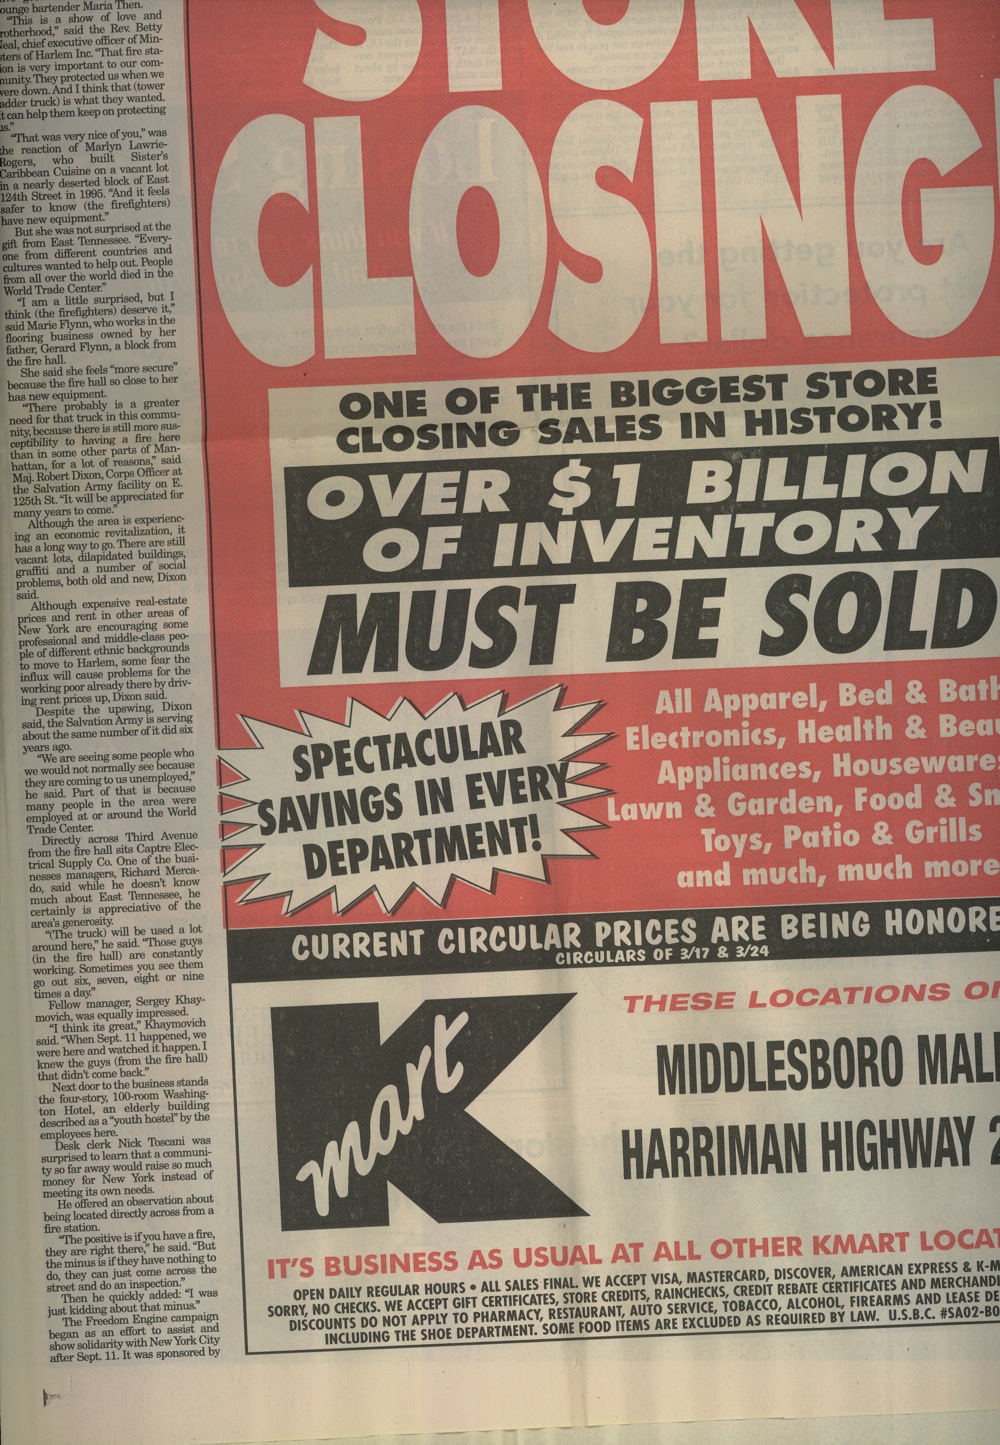 ounge bartender Maria Then.
"This is a show of love and
rotherhood," said the Rev. Betty
Neal, chief executive officer of Min-
sters of Harlem Inc. "That fire sta-
ion is very important to our com-
munity. They protected us when we
were down. And I think that (tower
adder truck) is what they wanted.
t can help them keep on protecting
us."
"That was very nice of you," was
the reaction of Marlyn Lawrie-
Rogers, who built Sister's
Caribbean Cuisine on a vacant lot
in a nearly deserted block of East
124th Street in 1995. "And it feels
safer to know (the firefighters)
have new equipment."
But she was not surprised at the
gift from East Tennessee. "Every-
one from different countries and
cultures wanted to help out. People
from all over the world died in the
World Trade Center."
"I am a little surprised, but I
think (the firefighters) deserve it,"
said Marie Flynn, who works in the
flooring business owned by her
father, Gerard Flynn, a block from
the fire hall.
She said she feels "more secure"
because the fire hall so close to her
has new equipment.
"There probably is a greater
need for that truck in this commu-
nity, because there is still more sus-
ceptibility to having a fire here
than in some other parts of Man-
hattan, for a lot of reasons," said
Maj. Robert Dixon, Corps Officer at
the Salvation Army facility on E.
125th St. "It will be appreciated for
many years to come."
Although the area is experienc-
ing an economic revitalization, it
has a long way to go. There are still
vacant lots, dilapidated buildings,
graffiti and a number of social
problems, both old and new, Dixon
said.
Although expensive real-estate
prices and rent in other areas of
New York are encouraging some
professional and middle-class peo-
ple of different ethnic backgrounds
to move to Harlem, some fear the
influx will cause problems for the
working poor already there by driv-
ing rent prices up, Dixon said.
Despite the upswing, Dixon
said, the Salvation Army is serving
about the same number of it did six
years ago.
"We are seeing some people who
we would not normally see because
they are coming to us unemployed,"
he said. Part of that is because
many people in the area were
employed at or around the World
Trade Center.
Directly across Third Avenue
from the fire hall sits Captre Elec-
trical Supply Co. One of the busi-
nesses managers, Richard Merca-
do, said while he doesn't know
much about East Tennessee, he
certainly is appreciative of the
area's generosity.
"(The truck) will be used a lot
around here," he said. "Those guys
(in the fire hall) are constantly
working. Sometimes you see them
go out six, seven, eight or nine
times a day."
Fellow manager, Sergey Khay-
movich, was equally impressed.
"I think its great," Khaymovich
said. "When Sept. 11 happened, we
were here and watched it happen. I
knew the guys (from the fire hall)
that didn't come back."
Next door to the business stands
the four-story, 100-room Washing-
ton Hotel, an elderly building
described as a "youth hostel" by the
employees here.
Desk clerk Nick Toscani was
surprised to learn that a communi-
ty so far away would raise so much
money for New York instead of
meeting its own needs.
He offered an observation about
being located directly across from a
fire station.
"The positive is if you have a fire,
they are right there," he said. "But
the minus is if they have nothing to
do, they can just come across the
street and do an inspection."
Then he quickly added: "I was
just kidding about that minus."
The Freedom Engine campaign
began as an effort to assist and
show solidarity with New York City
after Sept. 11. It was sponsored by
STORE
CLOSING
ONE OF THE BIGGEST STORE
CLOSING SALES IN HISTORY!
OVER $1 BILLION
OF INVENTORY
MUST BE SOLD
SPECTACULAR
SAVINGS IN EVERY
DEPARTMENT!
All Apparel, Bed & Bath
Electronics, Health & Beau
Appliances, Housewares
Lawn & Garden, Food & Sn
Toys, Patio & Grills
and much, much more
CURRENT CIRCULAR PRICES ARE BEING HONORE
CIRCULARS OF 3/17 & 3/24
K
mart
THESE LOCATIONS ON
MIDDLESBORO MALL
HARRIMAN HIGHWAY 2
IT'S BUSINESS AS USUAL AT ALL OTHER KMART LOCAT
OPEN DAILY REGULAR HOURS • ALL SALES FINAL. WE ACCEPT VISA, MASTERCARD, DISCOVER, AMERICAN EXPRESS & K-M
SORRY, NO CHECKS. WE ACCEPT GIFT CERTIFICATES, STORE CREDITS, RAINCHECKS, CREDIT REBATE CERTIFICATES AND MERCHANDI
DISCOUNTS DO NOT APPLY TO PHARMACY, RESTAURANT, AUTO SERVICE, TOBACCO, ALCOHOL, FIREARMS AND LEASE DE
INCLUDING THE SHOE DEPARTMENT. SOME FOOD ITEMS ARE EXCLUDED AS REQUIRED BY LAW. U.S.B.C. #SA02-B0